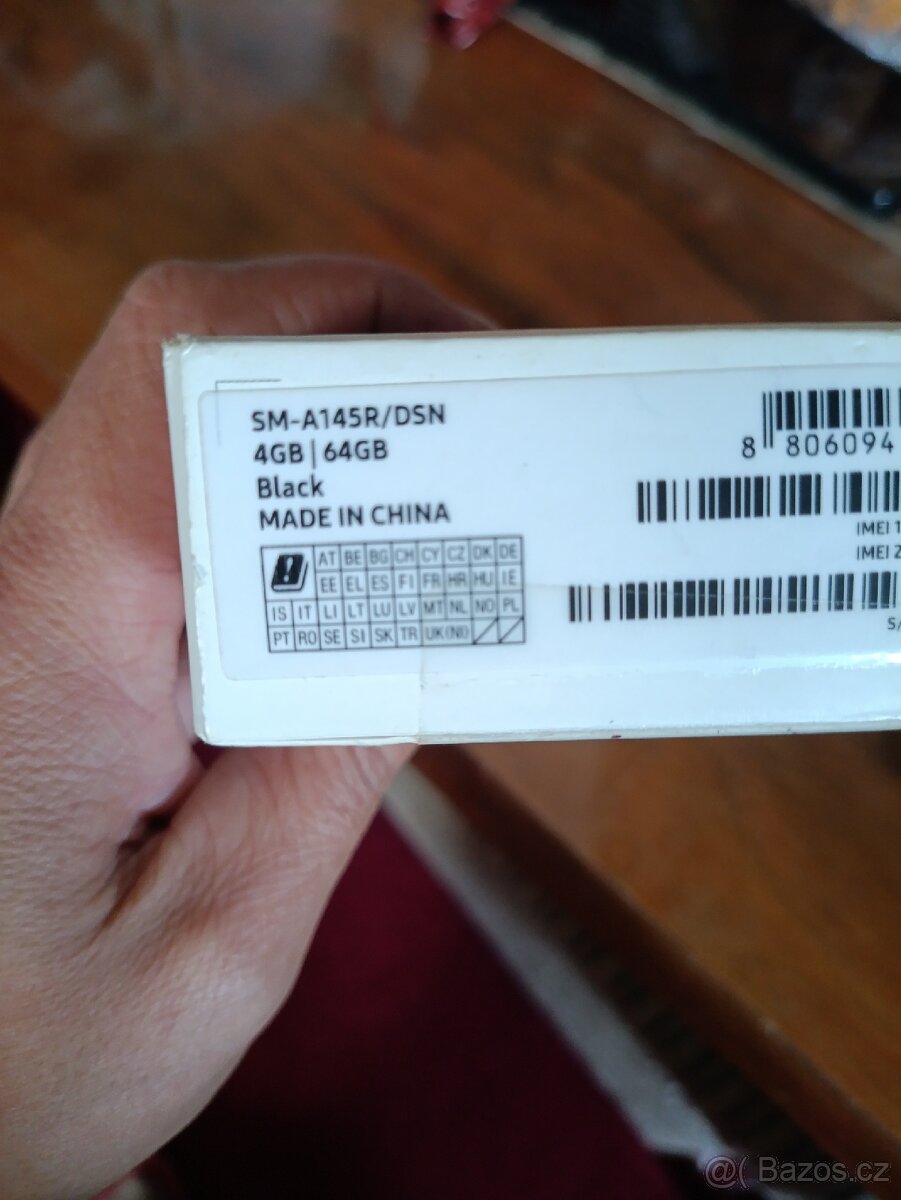 SM-A145R/DSN
4GB | 64GB
Black
MADE IN CHINA
8 806094
IMEI 1
IMEI 2
AT BE BG CH CY CZ DK DE
EE EL ES FI FR HR HU IE
IS IT LI LT LU LV MT NL NO PL
PT RO SE SI SK TR UK(NI)
S/
@( Bazos.cz